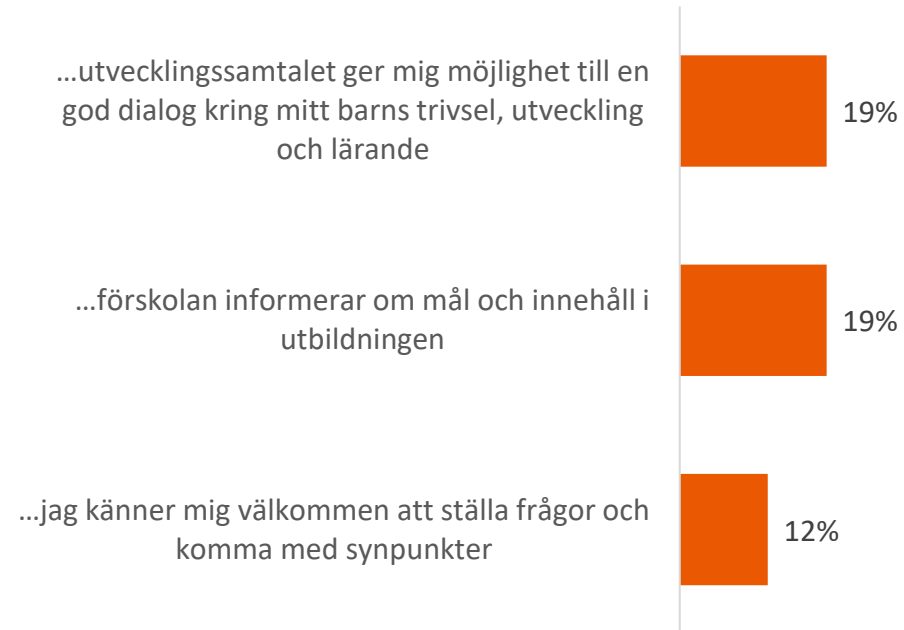 …utvecklingssamtalet ger mig möjlighet till en
god dialog kring mitt barns trivsel, utveckling
och lärande
19%
…förskolan informerar om mål och innehåll i
utbildningen
19%
…jag känner mig välkommen att ställa frågor och
komma med synpunkter
12%